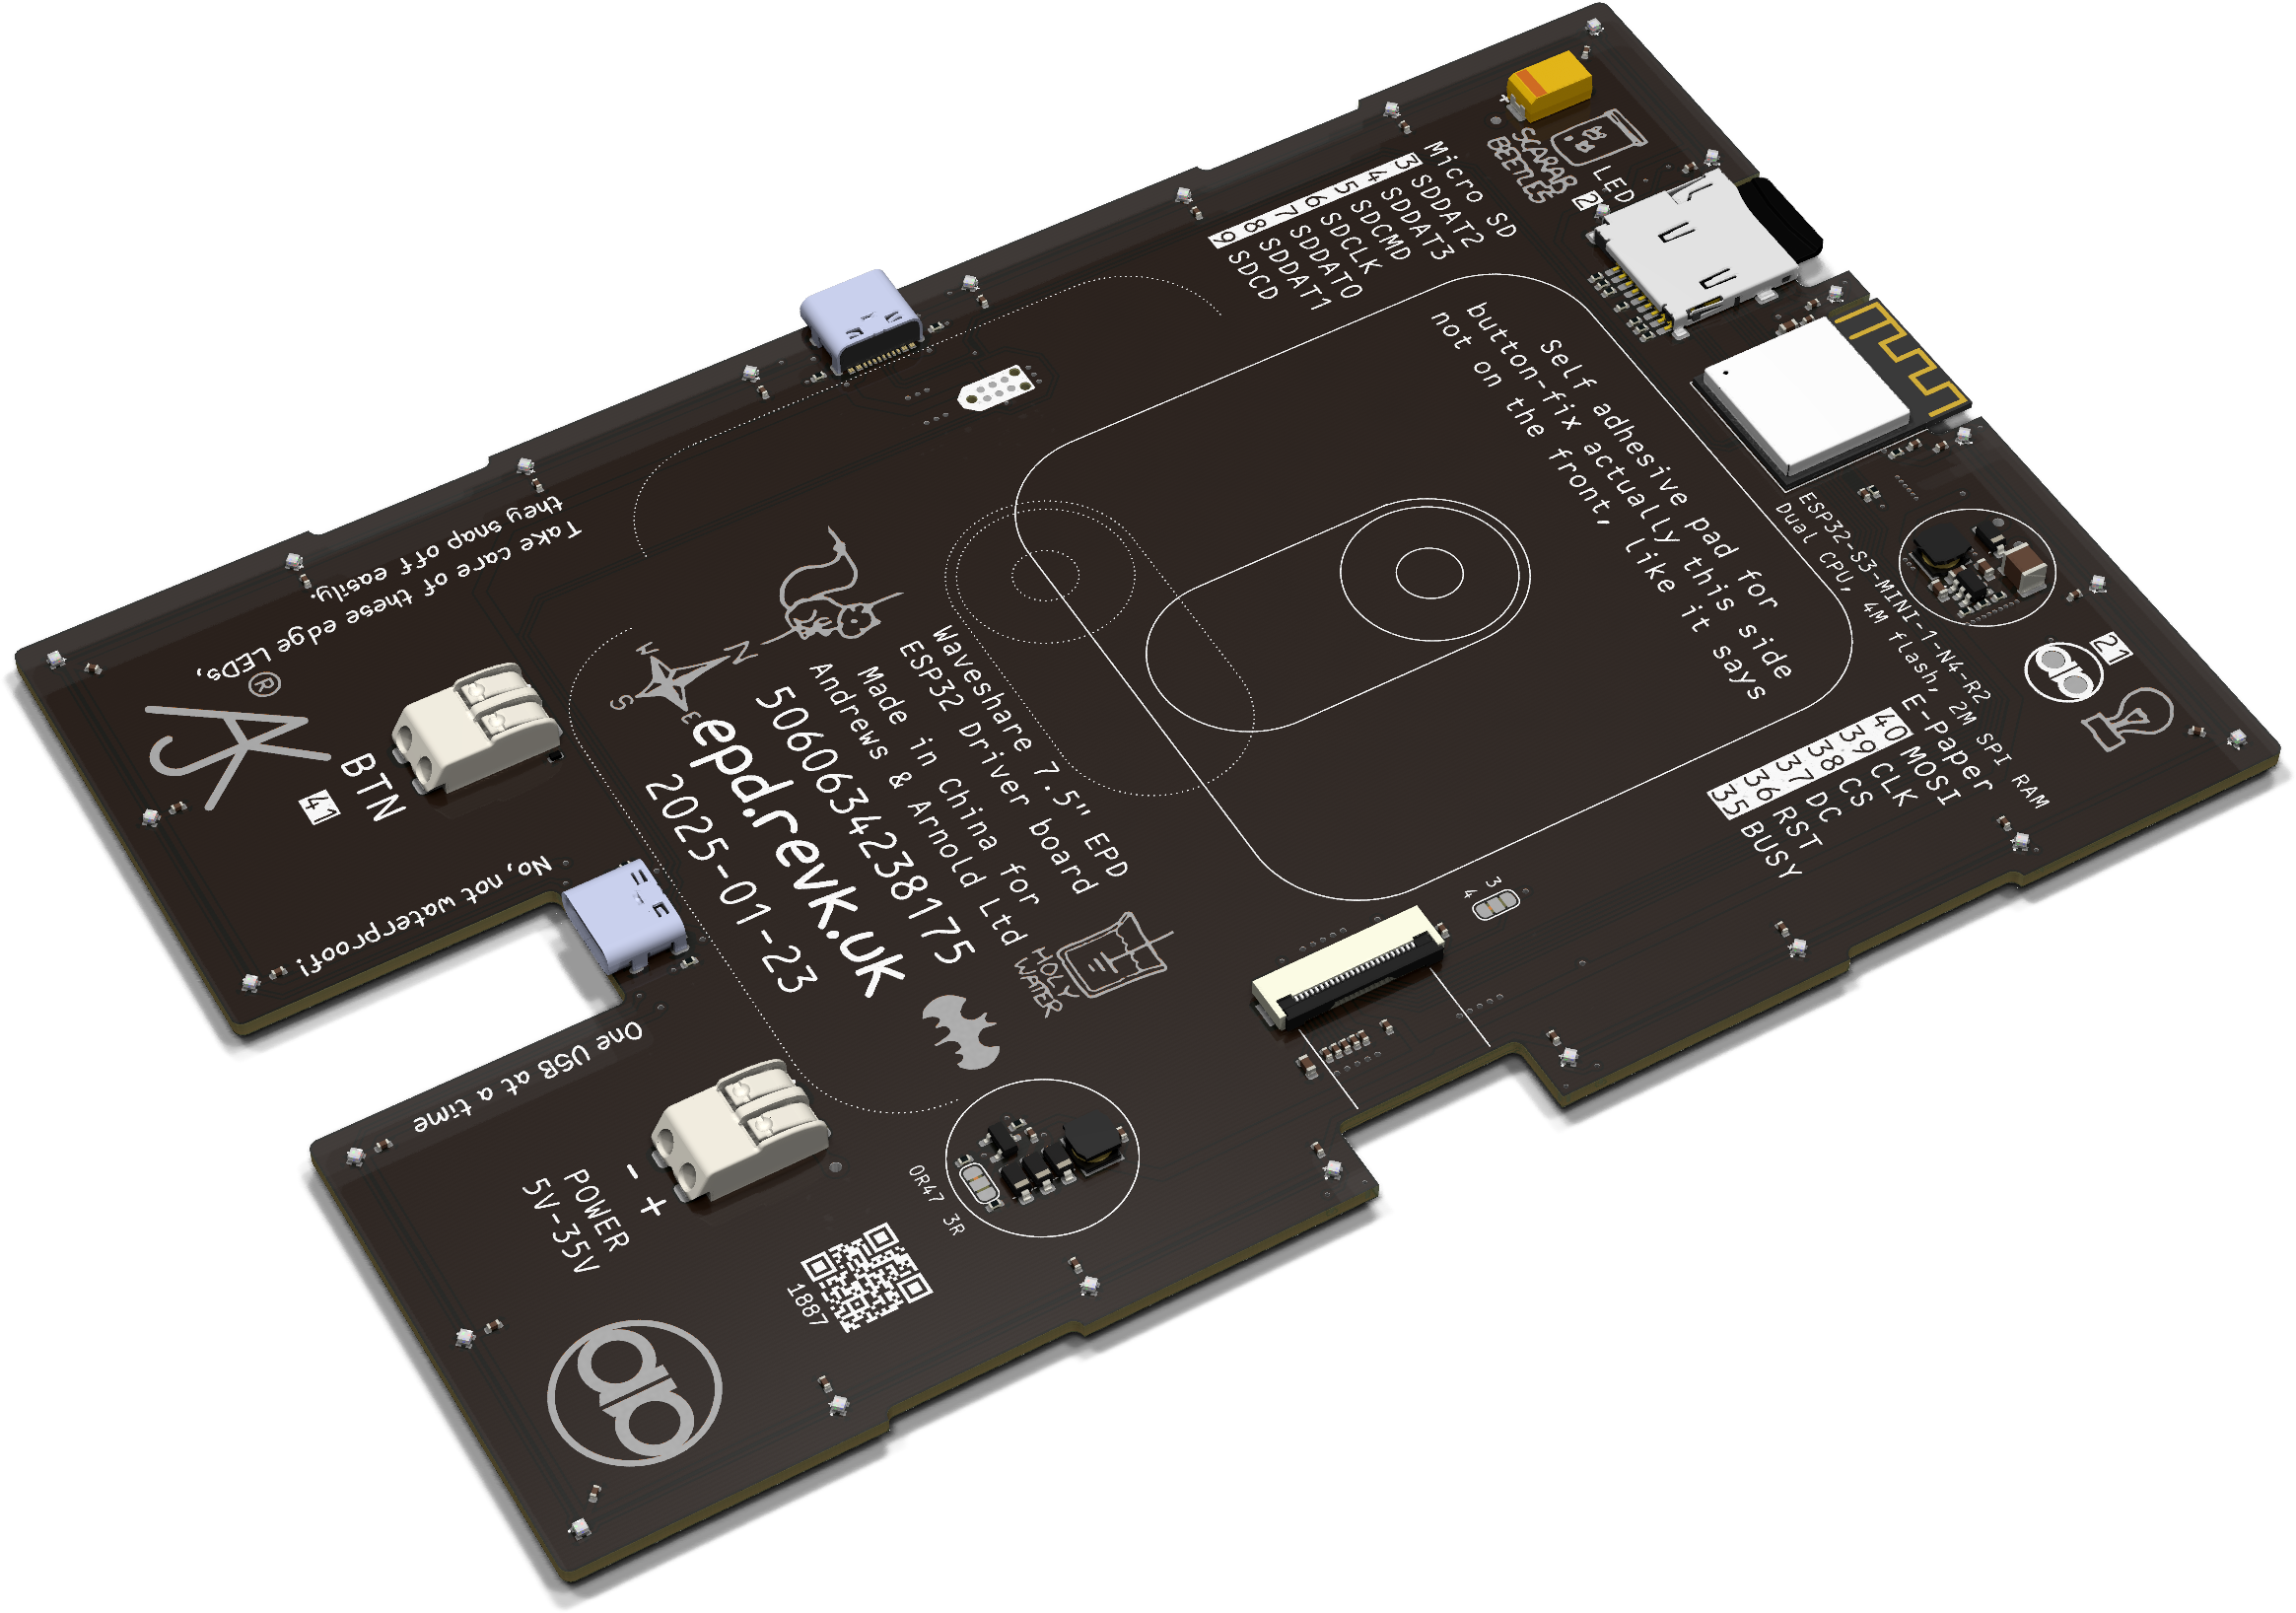 SCARAB
BEETLES
LED
2
Micro SD
3 SDDAT2
4 SDDAT3
5 SDCMD
6 SDCLK
7 SDDAT0
8 SDDAT1
9 SDCD
Self adhesive pad for
button-fix actually this side
not on the front, like it says
ESP32-S3-MINI-1-N4-R2
Dual CPU, 4M flash, 2M SPI RAM
21
E-Paper
40 MOSI
39 CLK
38 CS
37 DC
36 RST
35 BUSY
3
4
Take care of these edge LEDs,
they snap off easily.
®
AJK
BTN
41
No, not waterproof!
One USB at a time
N
W
S
E
Waveshare 7.5" EPD
ESP32 Driver board
Made in China for
Andrews & Arnold Ltd
5060634238175
epd.revk.uk
2025-01-23
HOLY
WATER
- +
POWER
5V-35V
0R47 3R
1887